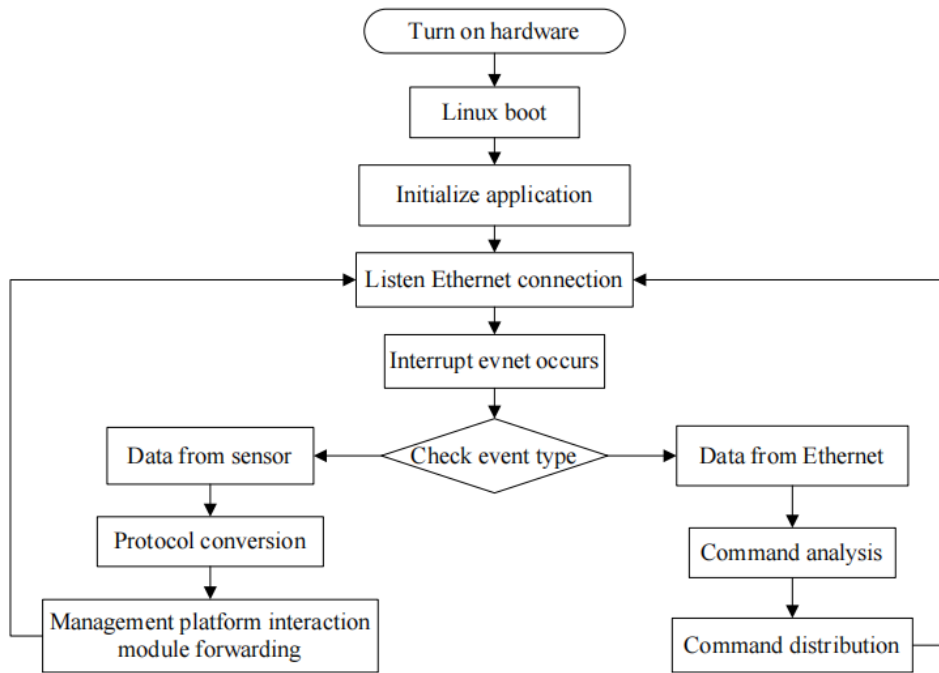 Turn on hardware
Linux boot
Initialize application
Listen Ethernet connection
Interrupt evnet occurs
Check event type
Data from sensor
Protocol conversion
Management platform interaction
module forwarding
Data from Ethernet
Command analysis
Command distribution